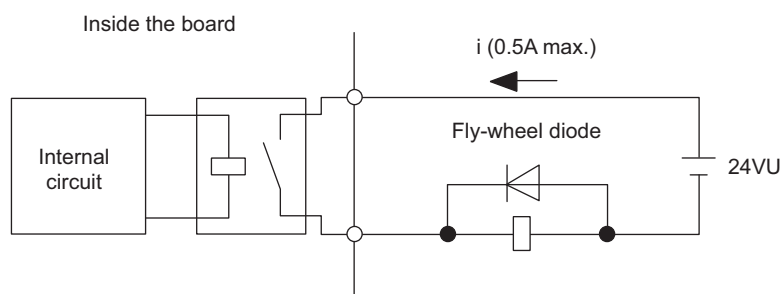 Inside the board
i (0.5A max.)
Fly-wheel diode
Internal
circuit
24VU